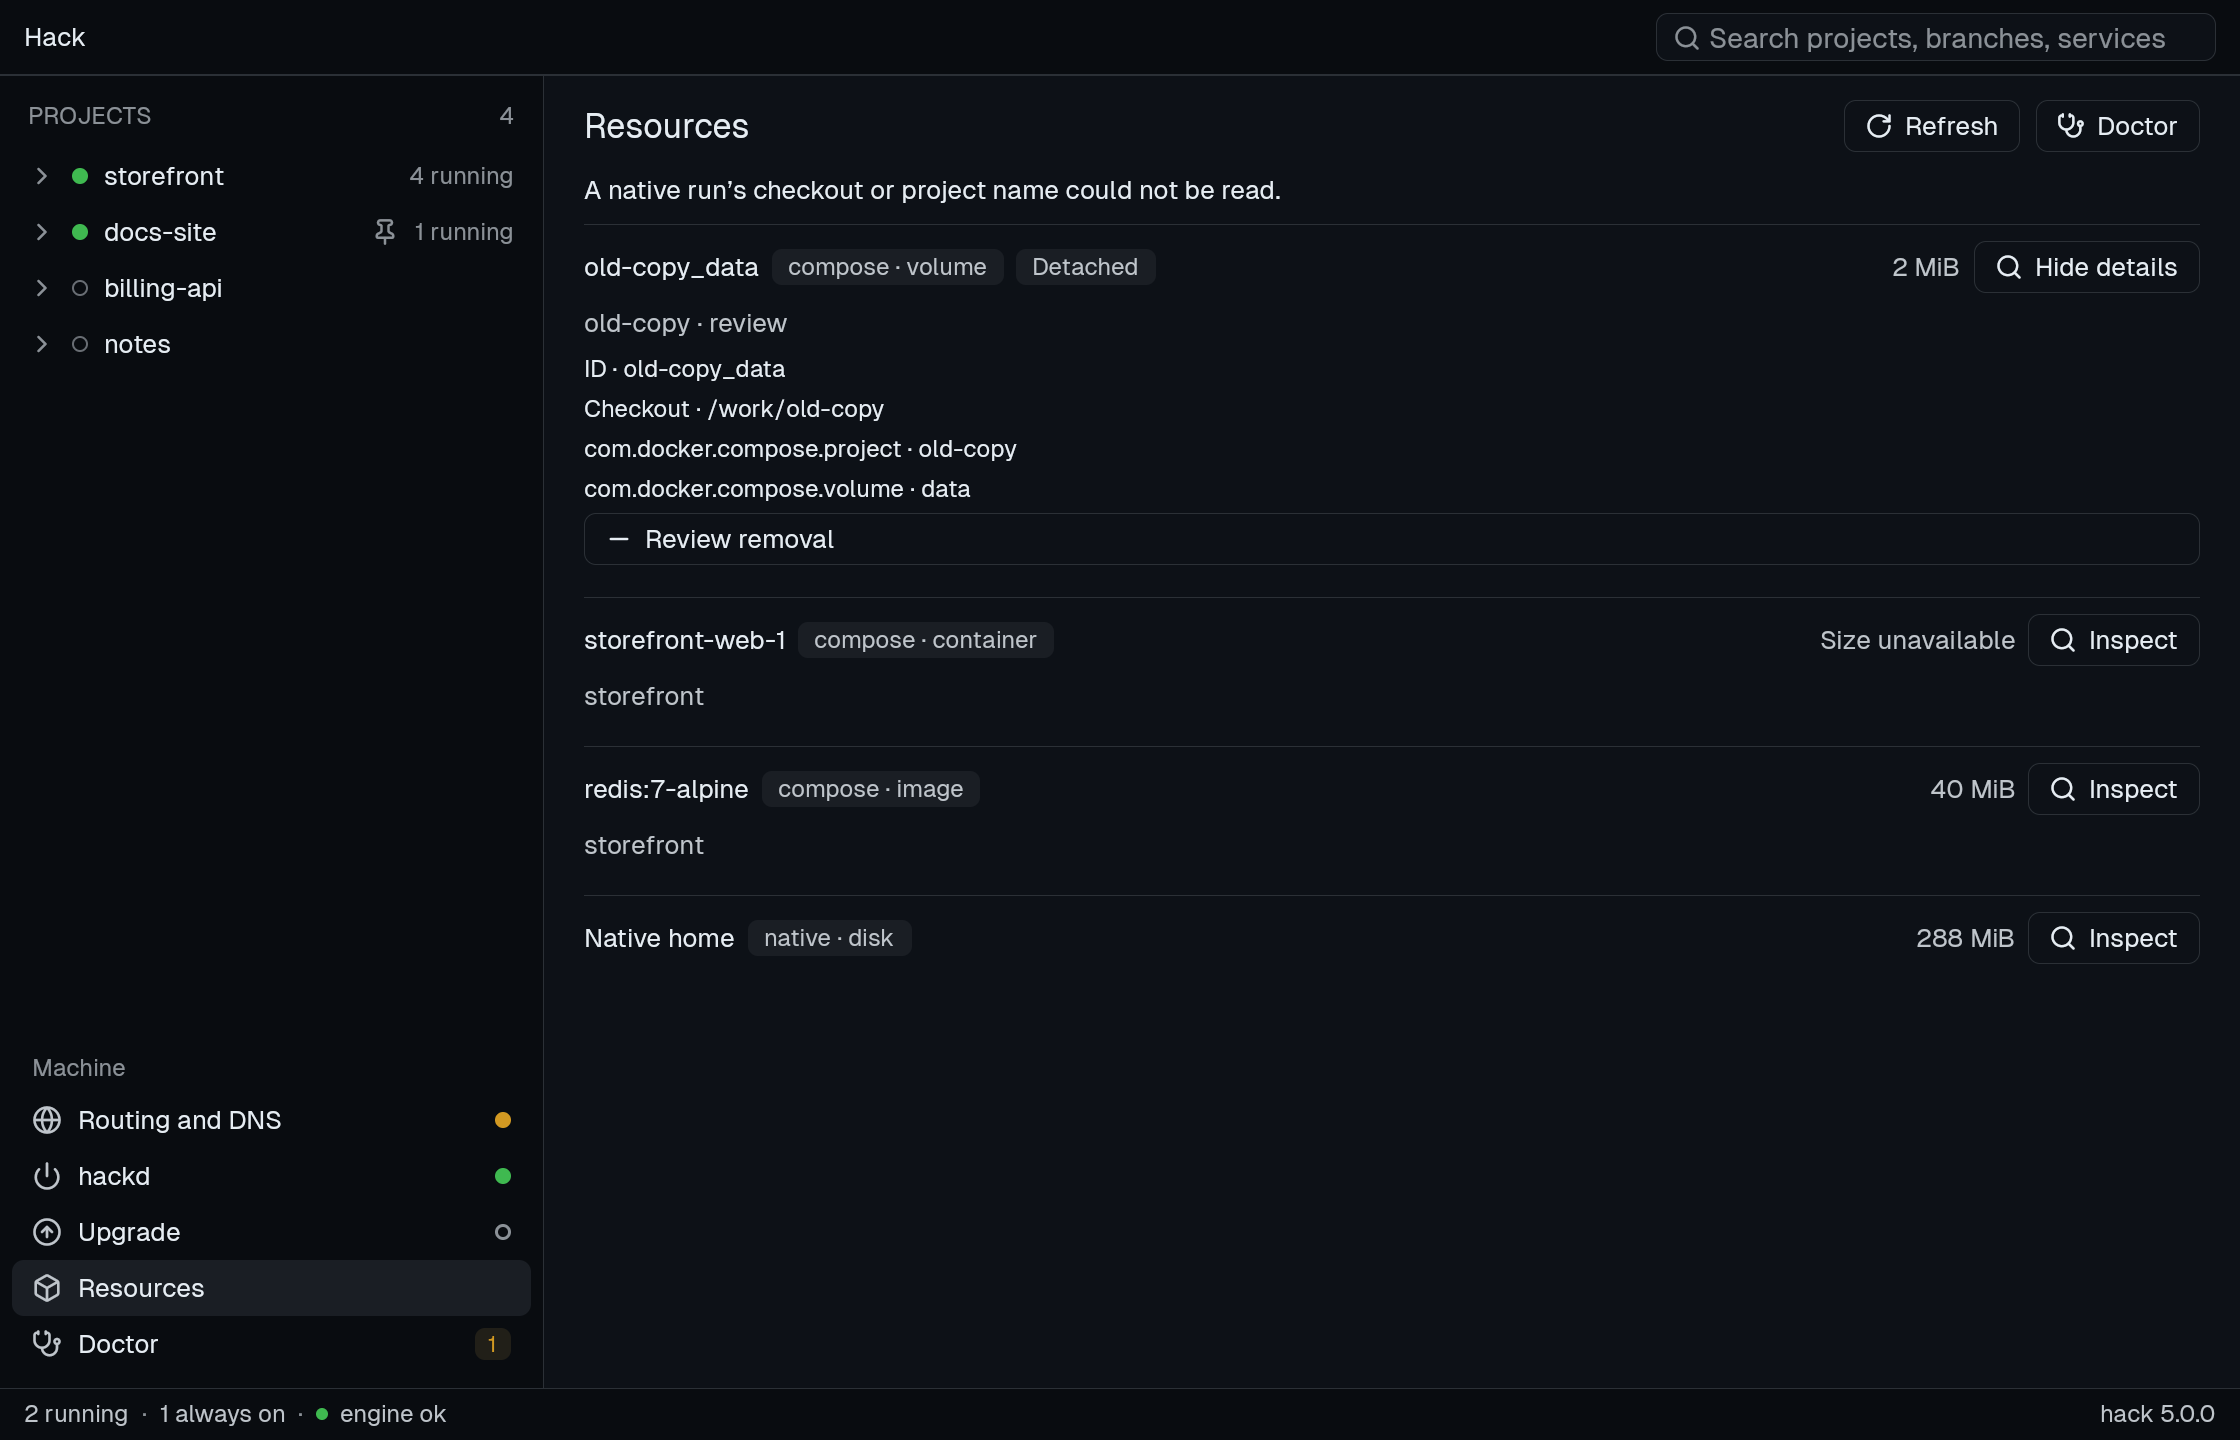 Hack
Search projects, branches, services
PROJECTS 4
storefront 4 running
docs-site 1 running
billing-api
notes
Machine
Routing and DNS
hackd
Upgrade
Resources
Doctor 1
Resources
Refresh
Doctor
A native run’s checkout or project name could not be read.
old-copy_data compose · volume Detached 2 MiB Hide details
old-copy · review
ID · old-copy_data
Checkout · /work/old-copy
com.docker.compose.project · old-copy
com.docker.compose.volume · data
Review removal
storefront-web-1 compose · container Size unavailable Inspect
storefront
redis:7-alpine compose · image 40 MiB Inspect
storefront
Native home native · disk 288 MiB Inspect
2 running · 1 always on · engine ok
hack 5.0.0